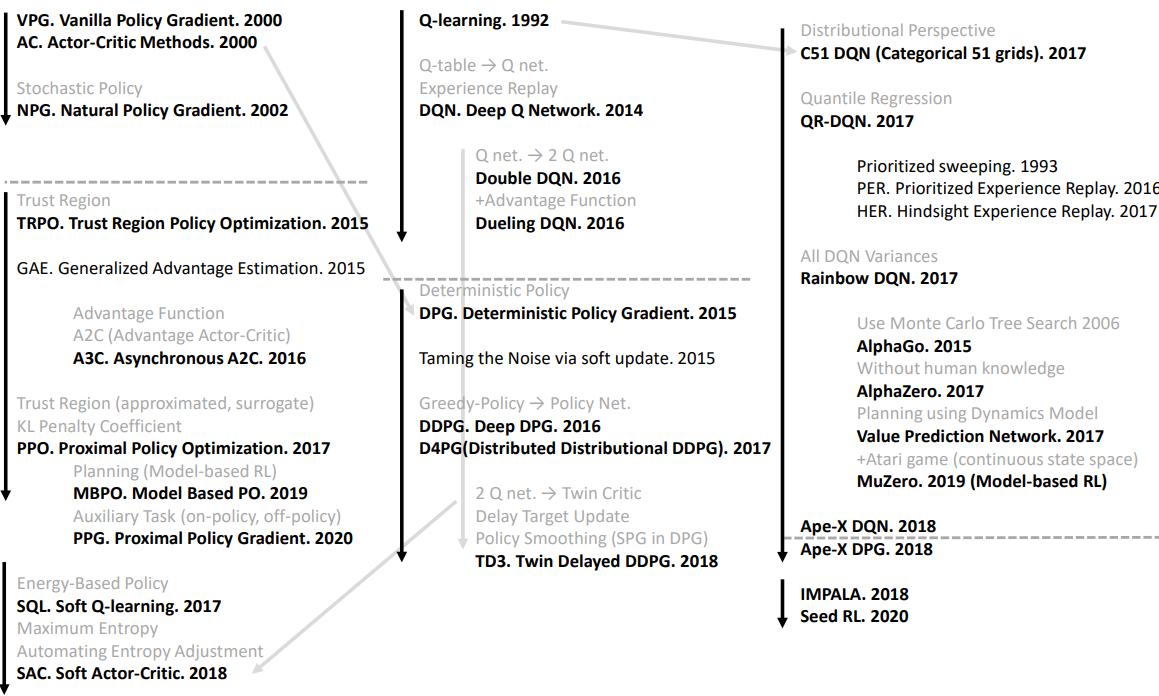 VPG. Vanilla Policy Gradient. 2000
AC. Actor-Critic Methods. 2000
Stochastic Policy
NPG. Natural Policy Gradient. 2002
Trust Region
TRPO. Trust Region Policy Optimization. 2015
GAE. Generalized Advantage Estimation. 2015
Advantage Function
A2C (Advantage Actor-Critic)
A3C. Asynchronous A2C. 2016
Trust Region (approximated, surrogate)
KL Penalty Coefficient
PPO. Proximal Policy Optimization. 2017
Planning (Model-based RL)
MBPO. Model Based PO. 2019
Auxiliary Task (on-policy, off-policy)
PPG. Proximal Policy Gradient. 2020
Energy-Based Policy
SQL. Soft Q-learning. 2017
Maximum Entropy
Automating Entropy Adjustment
SAC. Soft Actor-Critic. 2018
Q-learning. 1992
Q-table → Q net.
Experience Replay
DQN. Deep Q Network. 2014
Q net. → 2 Q net.
Double DQN. 2016
+Advantage Function
Dueling DQN. 2016
Deterministic Policy
DPG. Deterministic Policy Gradient. 2015
Taming the Noise via soft update. 2015
Greedy-Policy → Policy Net.
DDPG. Deep DPG. 2016
D4PG(Distributed Distributional DDPG). 2017
2 Q net. → Twin Critic
Delay Target Update
Policy Smoothing (SPG in DPG)
TD3. Twin Delayed DDPG. 2018
Distributional Perspective
C51 DQN (Categorical 51 grids). 2017
Quantile Regression
QR-DQN. 2017
Prioritized sweeping. 1993
PER. Prioritized Experience Replay. 2016
HER. Hindsight Experience Replay. 2017
All DQN Variances
Rainbow DQN. 2017
Use Monte Carlo Tree Search 2006
AlphaGo. 2015
Without human knowledge
AlphaZero. 2017
Planning using Dynamics Model
Value Prediction Network. 2017
+Atari game (continuous state space)
MuZero. 2019 (Model-based RL)
Ape-X DQN. 2018
Ape-X DPG. 2018
IMPALA. 2018
Seed RL. 2020